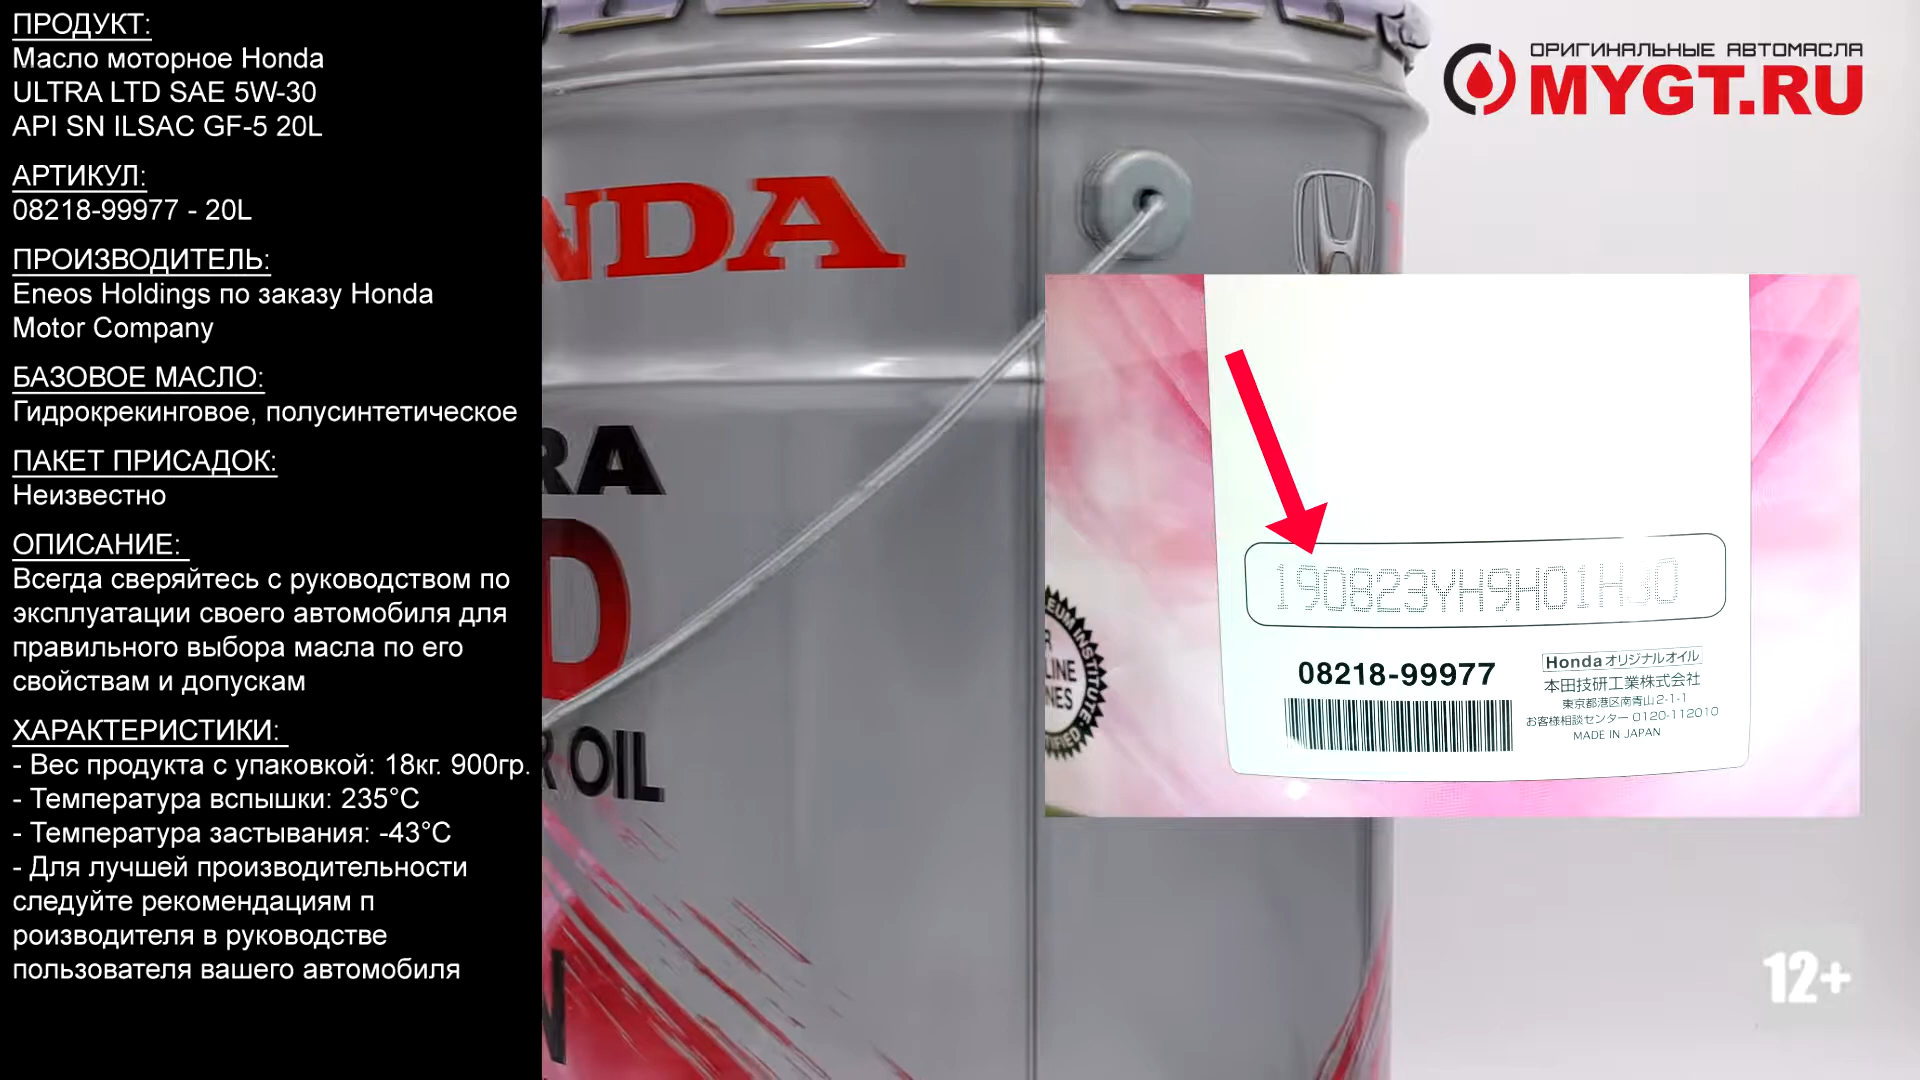 ПРОДУКТ:
Масло моторное Honda
ULTRA LTD SAE 5W-30
API SN ILSAC GF-5 20L
АРТИКУЛ:
08218-99977 - 20L
ПРОИЗВОДИТЕЛЬ:
Eneos Holdings по заказу Honda
Motor Company
БАЗОВОЕ МАСЛО:
Гидрокрекинговое, полусинтетическое
ПАКЕТ ПРИСАДОК:
Неизвестно
ОПИСАНИЕ:
Всегда сверяйтесь с руководством по
эксплуатации своего автомобиля для
правильного выбора масла по его
свойствам и допускам
ХАРАКТЕРИСТИКИ:
- Вес продукта с упаковкой: 18кг. 900гр.
- Температура вспышки: 235°C
- Температура застывания: -43°C
- Для лучшей производительности
следуйте рекомендациям п
роизводителя в руководстве
пользователя вашего автомобиля
NDA
RA
D
R OIL
N
ОРИГИНАЛЬНЫЕ АВТОМАСЛА
MYGT.RU
EUM INSTITUTE
R
LINE
NES
IFIED
190823YH9H01H30
08218-99977
Honda オリジナルオイル
本田技研工業株式会社
東京都港区南青山2-1-1
お客様相談センター 0120-112010
MADE IN JAPAN
12+